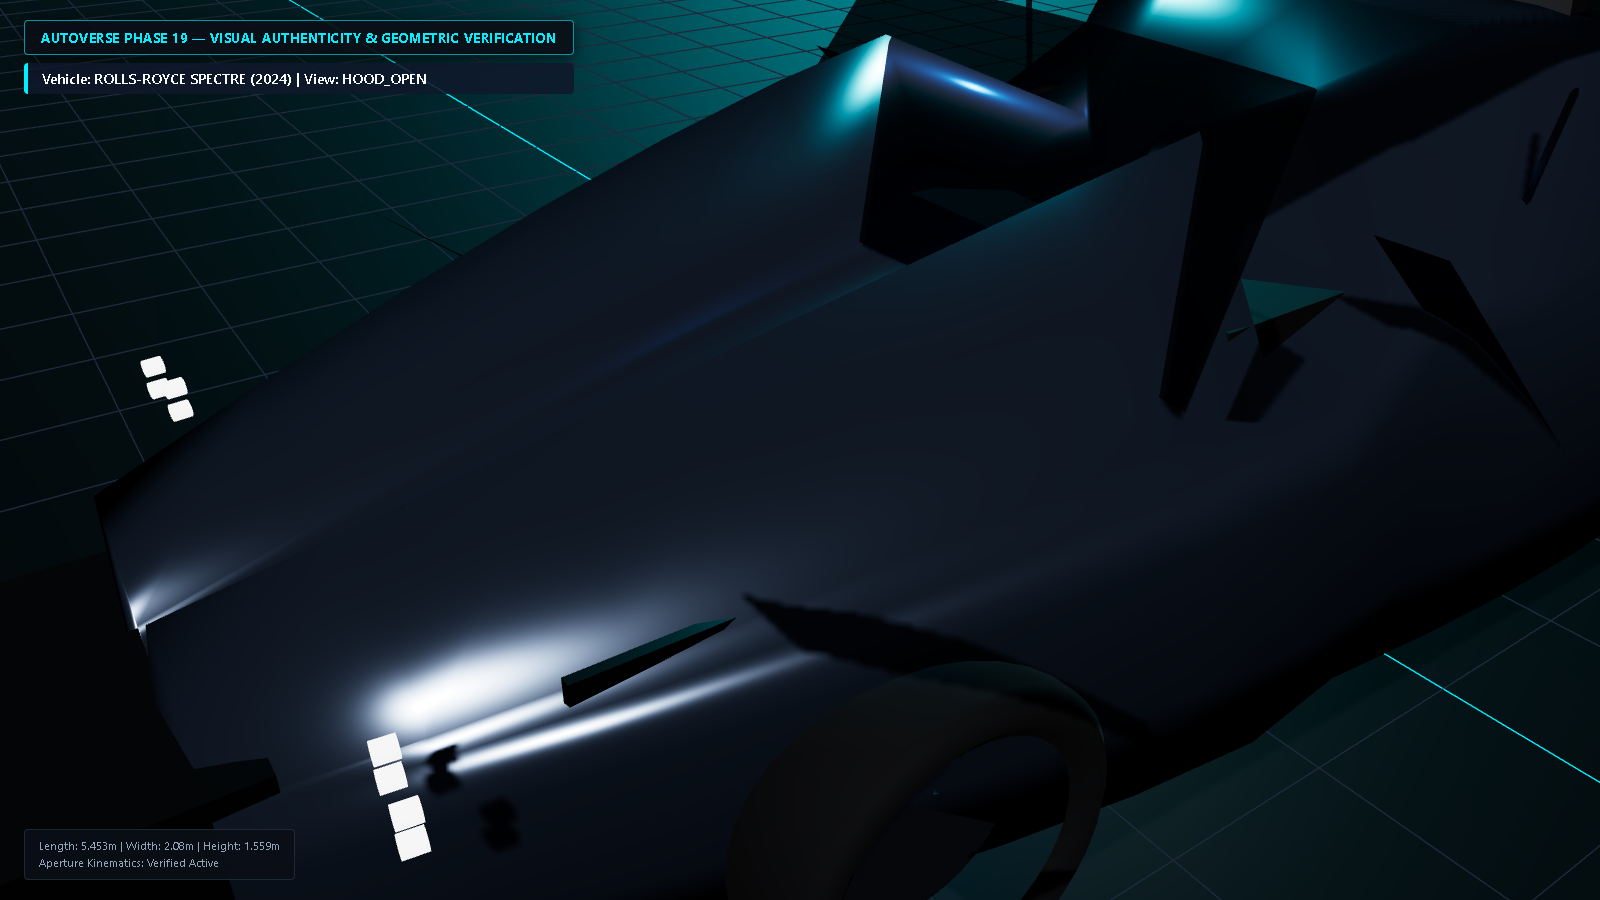 AUTOVERSE PHASE 19 — VISUAL AUTHENTICITY & GEOMETRIC VERIFICATION
Vehicle: ROLLS-ROYCE SPECTRE (2024) | View: HOOD_OPEN
Length: 5.453m | Width: 2.08m | Height: 1.559m
Aperture Kinematics: Verified Active